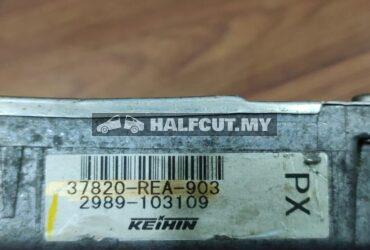 HALFCUT.MY
37820-REA-903
2989-103109
KEIHIN
PX